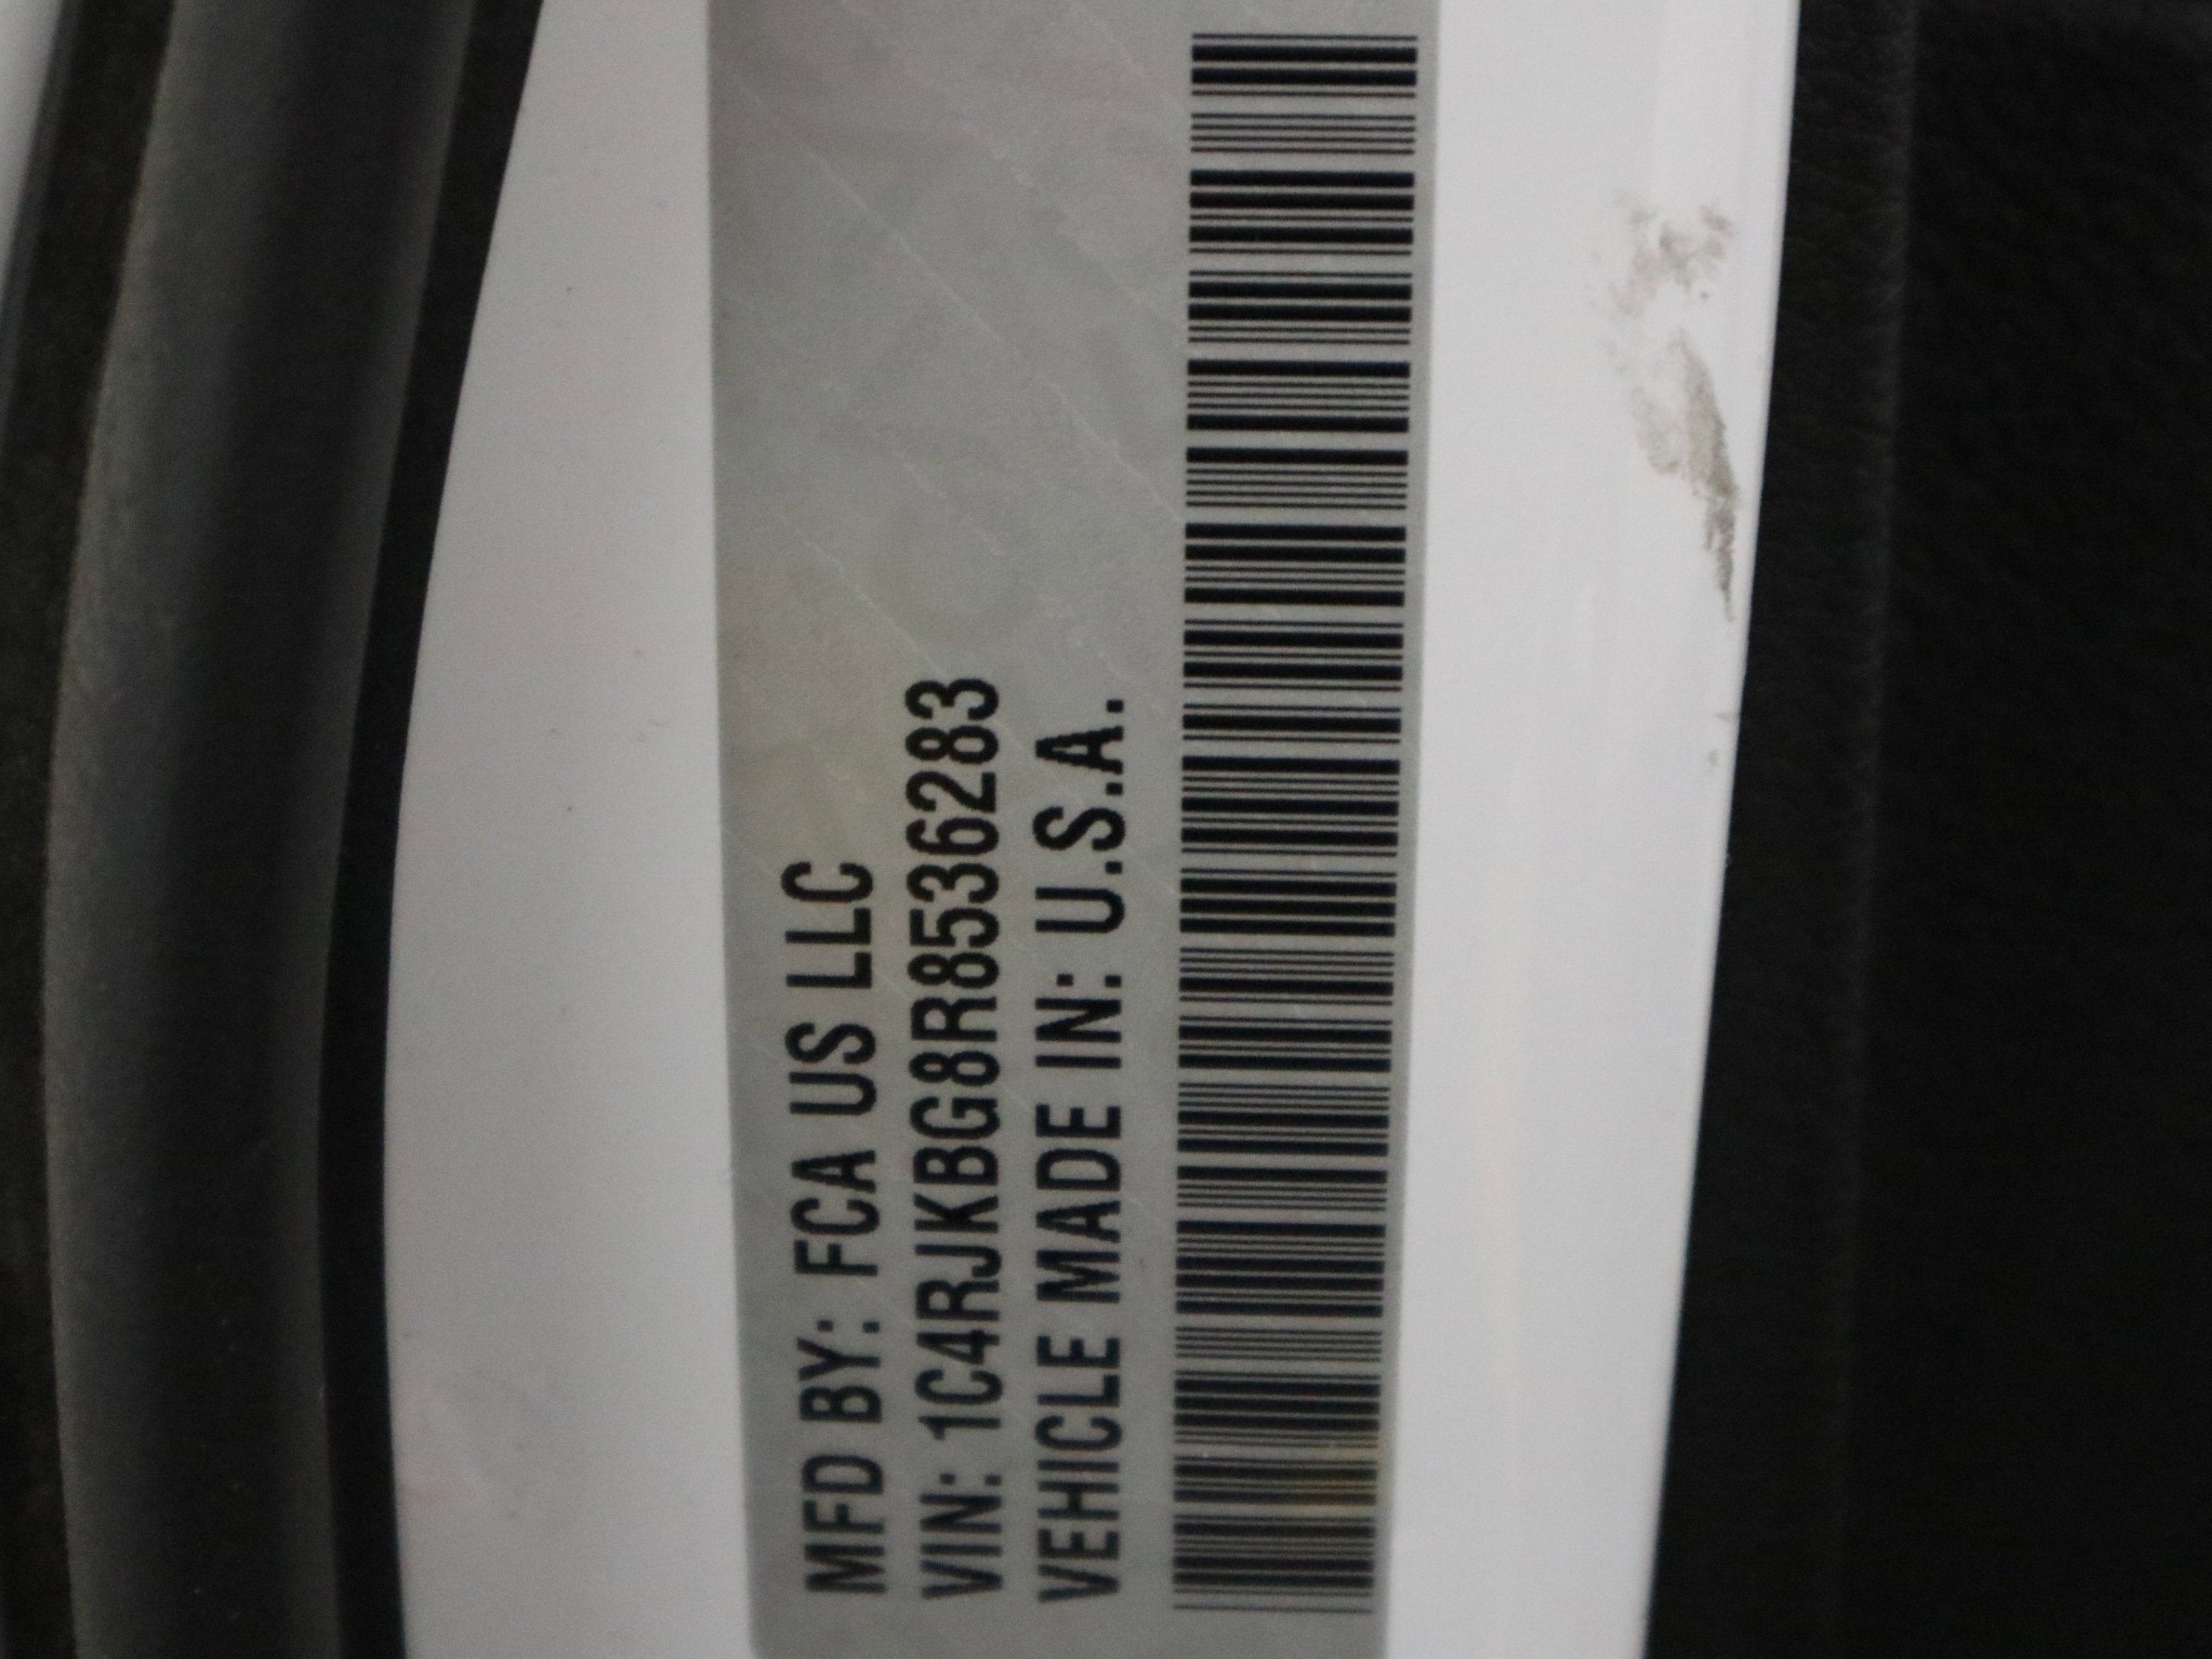 MFD BY: FCA US LLC
VIN: 1C4RJKBG8R8536283
VEHICLE MADE IN: U.S.A.